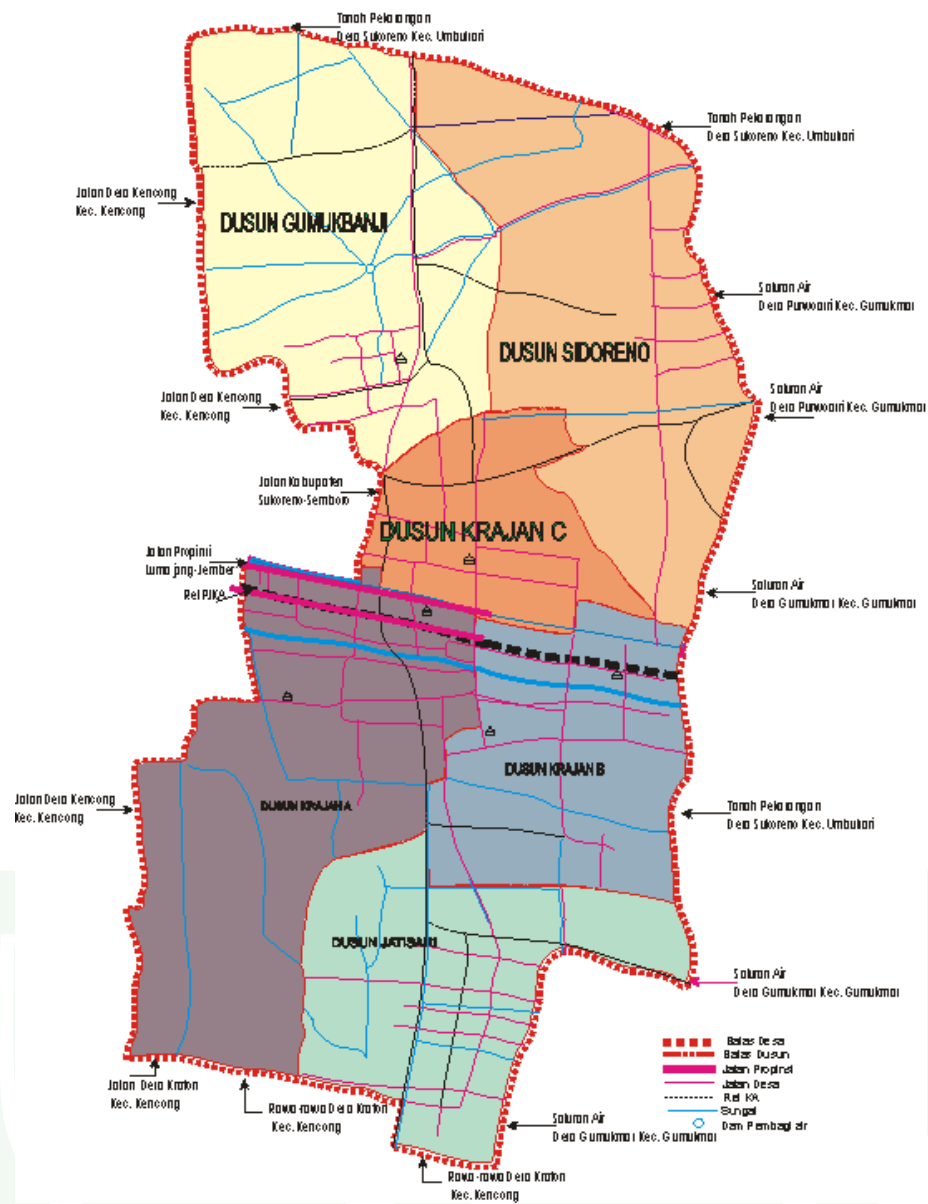 Tanah Pekarangan
Desa Sukoreno Kec. Umbulsari
Tanah Pekarangan
Desa Sukoreno Kec. Umbulsari
Jalan Desa Kencong
Kec. Kencong
DUSUN GUMUKBANJI
Saluran Air
Desa Purwosari Kec. Gumukmas
DUSUN SIDORENO
Jalan Desa Kencong
Kec. Kencong
Saluran Air
Desa Purwosari Kec. Gumukmas
Jalan Kabupaten
Sukoreno-Semboro
DUSUN KRAJAN C
Jalan Propinsi
Lumajang-Jember
Rel PJKA
Saluran Air
Desa Gumukmas Kec. Gumukmas
DUSUN KRAJAN B
Jalan Desa Kencong
Kec. Kencong
DUSUN KRAJAN A
Tanah Pekarangan
Desa Sukoreno Kec. Umbulsari
DUSUN JATISARI
Saluran Air
Desa Gumukmas Kec. Gumukmas
Batas Desa
Batas Dusun
Jalan Propinsi
Jalan Desa
Rel KA
Sungai
Dam Pembagi air
Jalan Desa Kraton
Kec. Kencong
Rawa-rawa Desa Kraton
Kec. Kencong
Saluran Air
Desa Gumukmas Kec. Gumukmas
Rawa-rawa Desa Kraton
Kec. Kencong